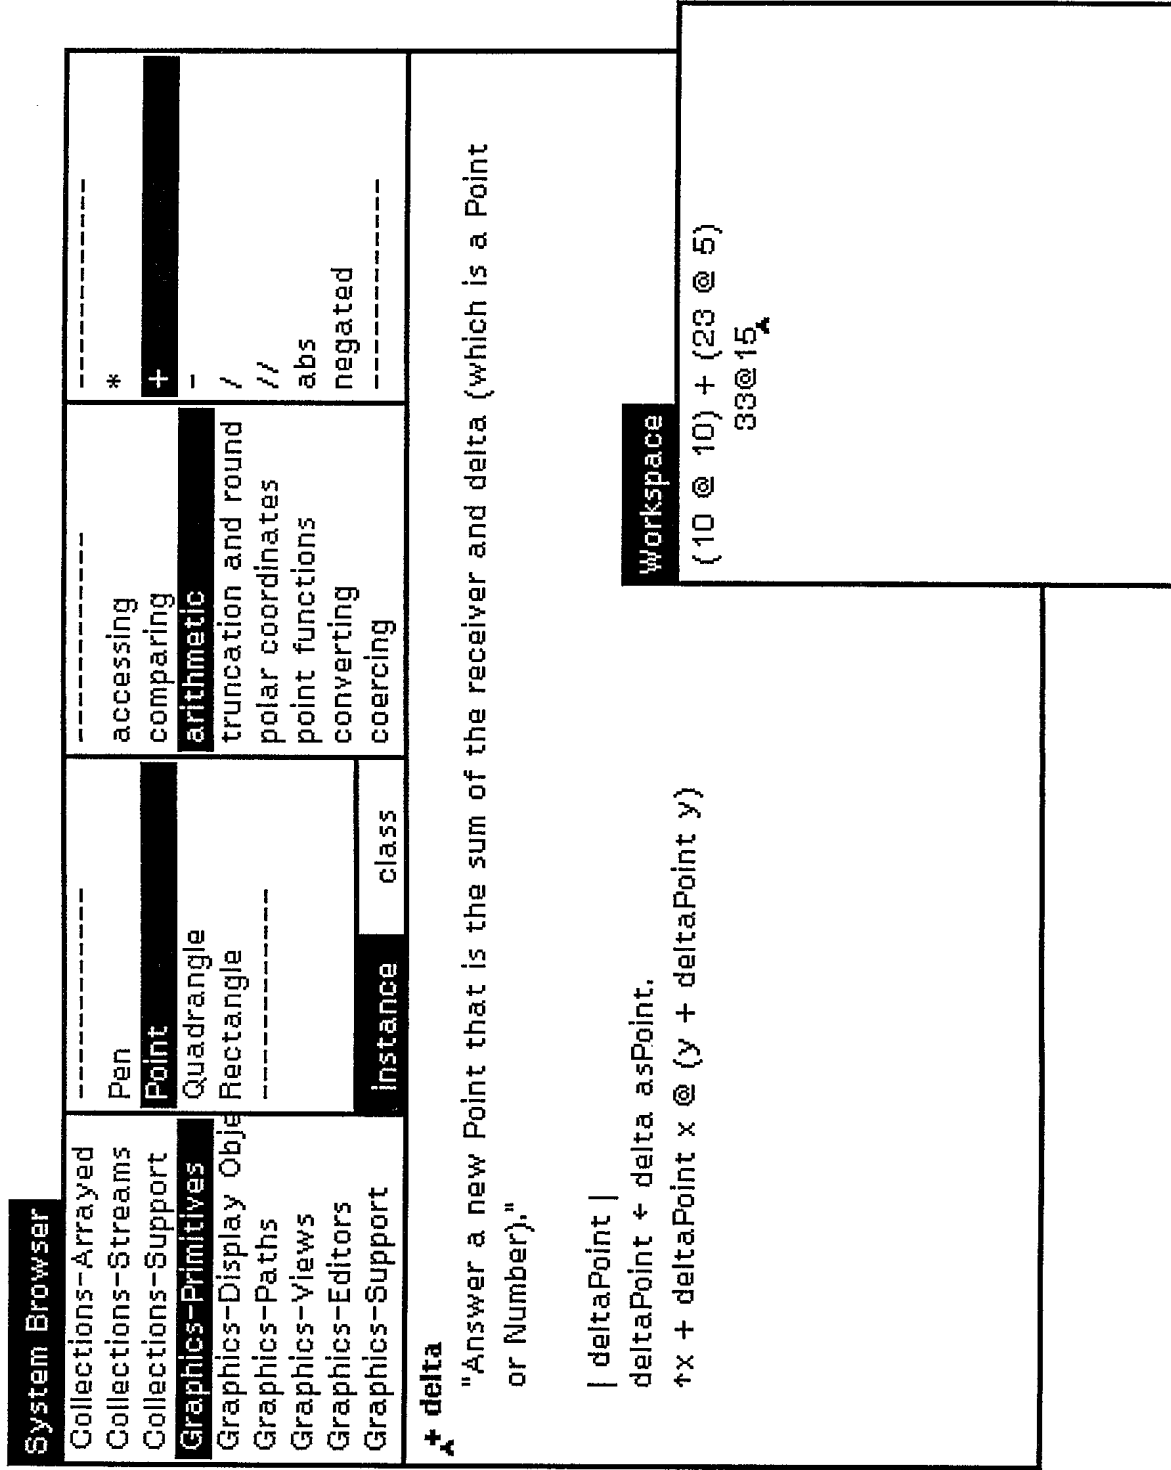 System Browser
Collections-Arrayed
Collections-Streams
Collections-Support
Graphics-Primitives
Graphics-Display Obje
Graphics-Paths
Graphics-Views
Graphics-Editors
Graphics-Support
--------------
Pen
Point
Quadrangle
Rectangle
--------------
instance class
--------------
accessing
comparing
arithmetic
truncation and round
polar coordinates
point functions
converting
coercing
--------------
*
+
-
/
//
abs
negated
--------------
+ delta
"Answer a new Point that is the sum of the receiver and delta (which is a Point
or Number)."
| deltaPoint |
deltaPoint ← delta asPoint.
↑x + deltaPoint x @ (y + deltaPoint y)
Workspace
(10 @ 10) + (23 @ 5)
33@15